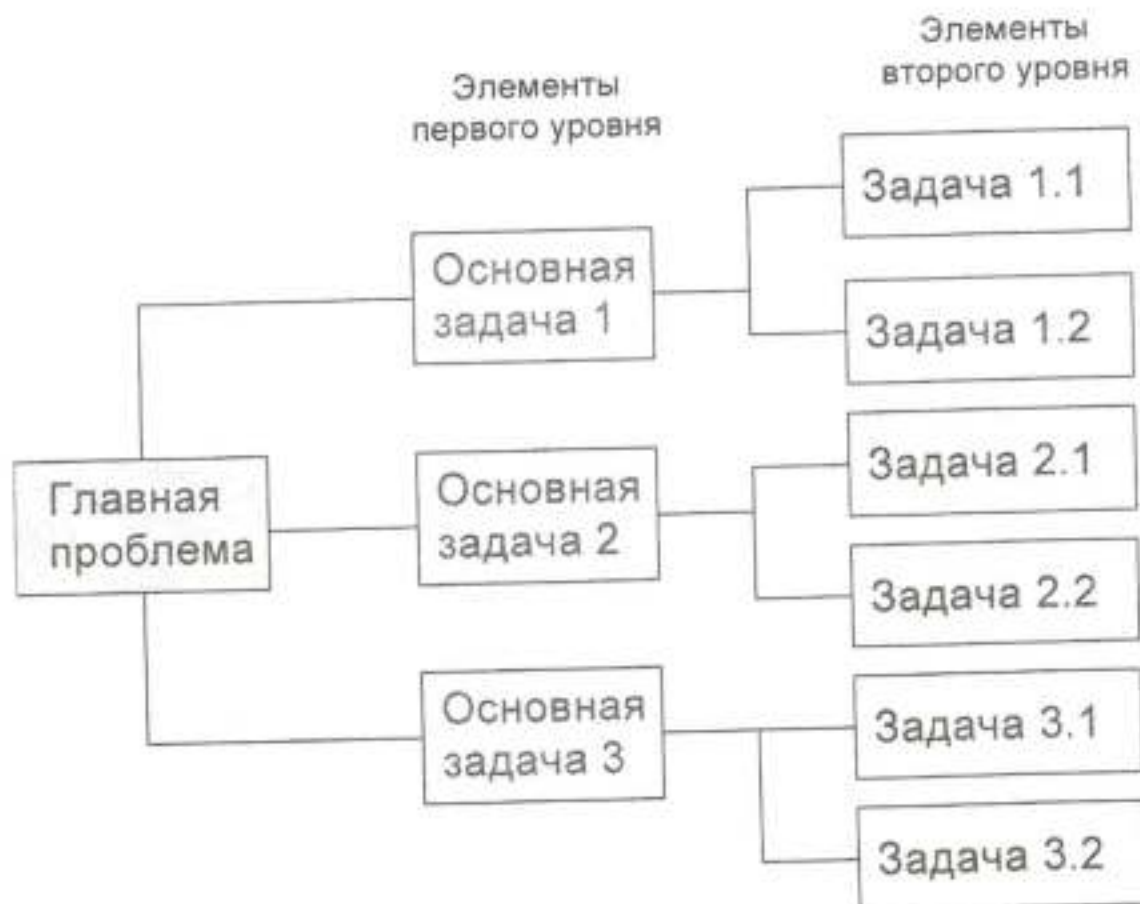 Элементы
второго уровня
Элементы
первого уровня
Задача 1.1
Основная
задача 1
Задача 1.2
Задача 2.1
Главная
проблема
Основная
задача 2
Задача 2.2
Основная
задача 3
Задача 3.1
Задача 3.2